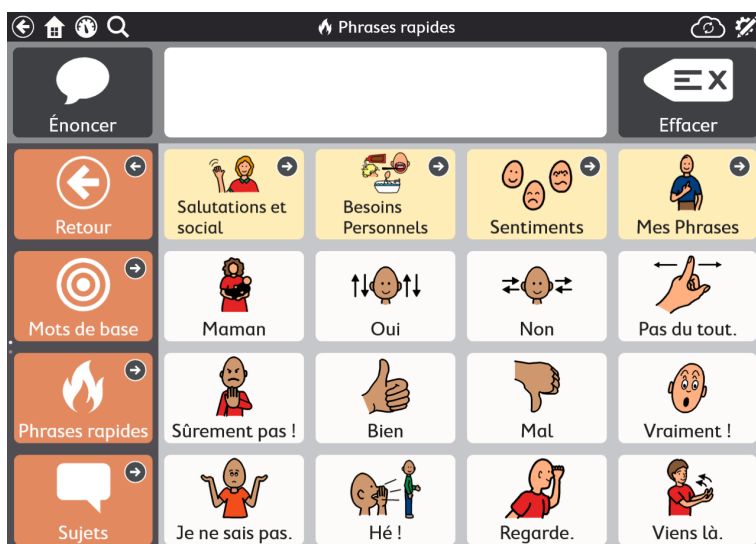 Phrases rapides
Énoncer
Effacer
Retour
Salutations et
social
Besoins
Personnels
Sentiments
Mes Phrases
Mots de base
Maman
Oui
Non
Pas du tout.
Phrases rapides
Sûrement pas !
Bien
Mal
Vraiment !
Sujets
Je ne sais pas.
Hé !
Regarde.
Viens là.